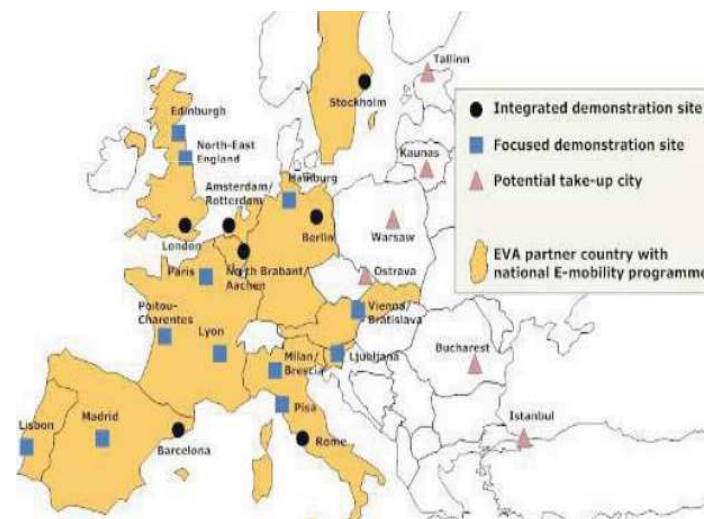 Tallinn
Stockholm
Integrated demonstration site
Edinburgh
Focused demonstration site
North-East
England
Kaunas
Amsterdam/
Rotterdam
Hamburg
Potential take-up city
London
Berlin
Warsaw
Paris
North Brabant/
Aachen
Ostrava
EVA partner country with
national E-mobility programme
Poitou-
Charentes
Vienna/
Bratislava
Lyon
Milan/
Brescia
Ljubljana
Bucharest
Lisbon
Madrid
Pisa
Istanbul
Barcelona
Rome